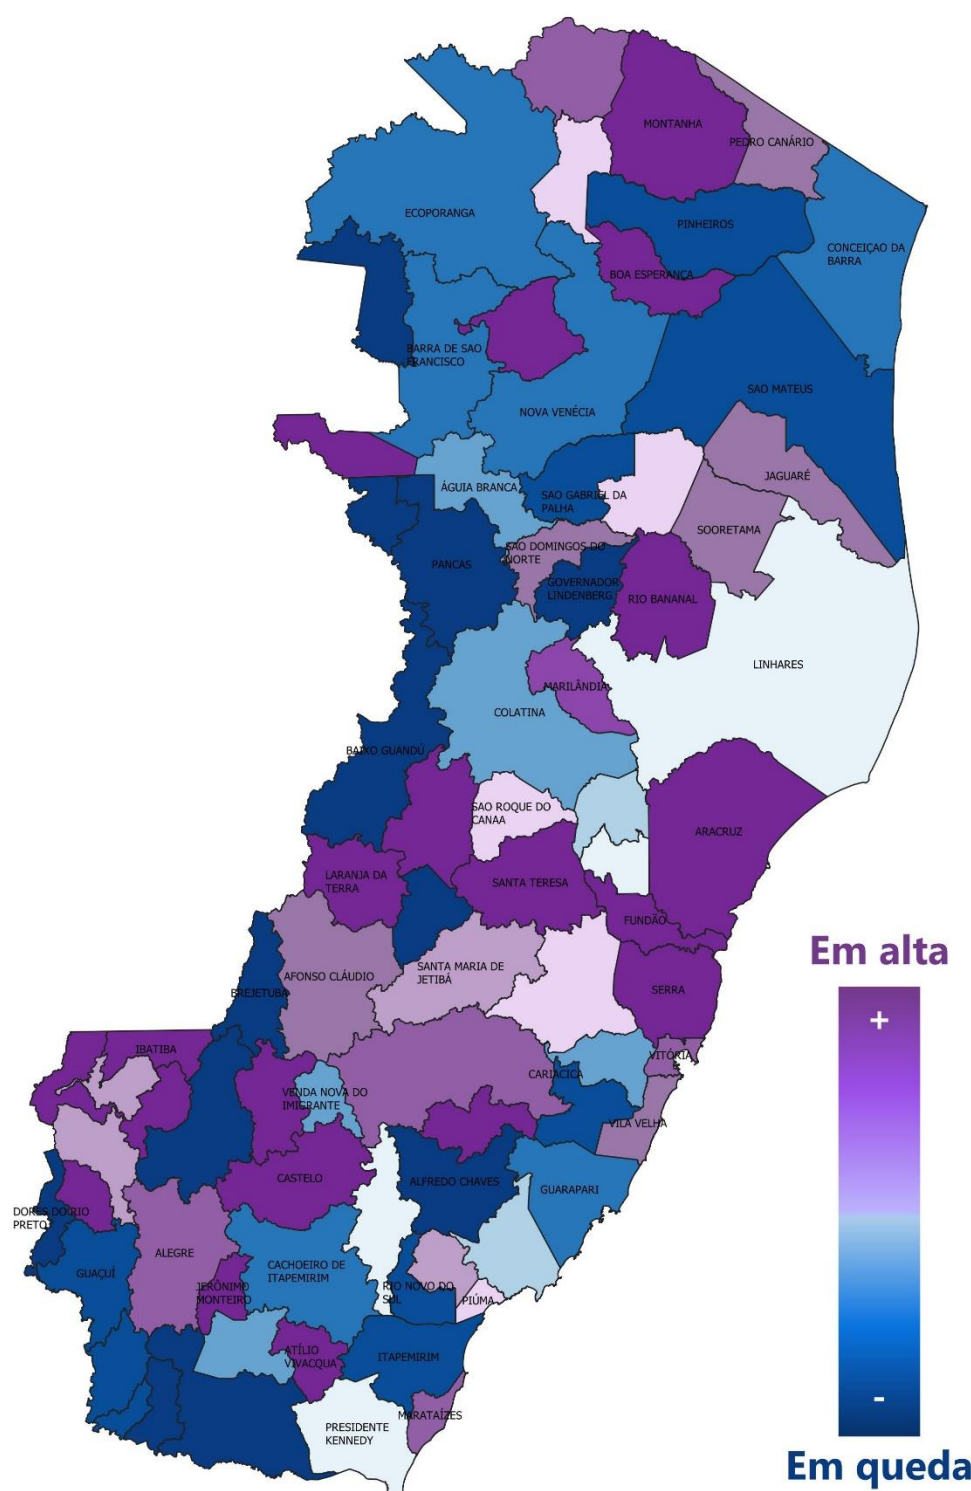 MONTANHA
PEDRO CANÁRIO
ECOPORANGA
PINHEIROS
CONCEIÇAO DA
BARRA
BOA ESPERANÇA
BARRA DE SAO
FRANCISCO
SAO MATEUS
NOVA VENÉCIA
JAGUARÉ
ÁGUIA BRANCA
SAO GABRIEL DA
PALHA
SOORETAMA
SAO DOMINGOS DO
NORTE
PANCAS
GOVERNADOR
LINDENBERG
RIO BANANAL
LINHARES
MARILÂNDIA
COLATINA
BAIXO GUANDÚ
SAO ROQUE DO
CANAA
ARACRUZ
LARANJA DA
TERRA
SANTA TERESA
FUNDÃO
Em alta
SANTA MARIA DE
JETIBÁ
AFONSO CLÁUDIO
BREJETUBA
SERRA
+
IBATIBA
VITÓRIA
CARIACICA
VENDA NOVA DO
IMIGRANTE
VILA VELHA
CASTELO
ALFREDO CHAVES
GUARAPARI
DORES DO RIO
PRETO
ALEGRE
CACHOEIRO DE
ITAPEMIRIM
GUAÇUÍ
JERÔNIMO
MONTEIRO
RIO NOVO DO
SUL
PIÚMA
ATÍLIO
VIVACQUA
ITAPEMIRIM
-
MARATAÍZES
PRESIDENTE
KENNEDY
Em queda